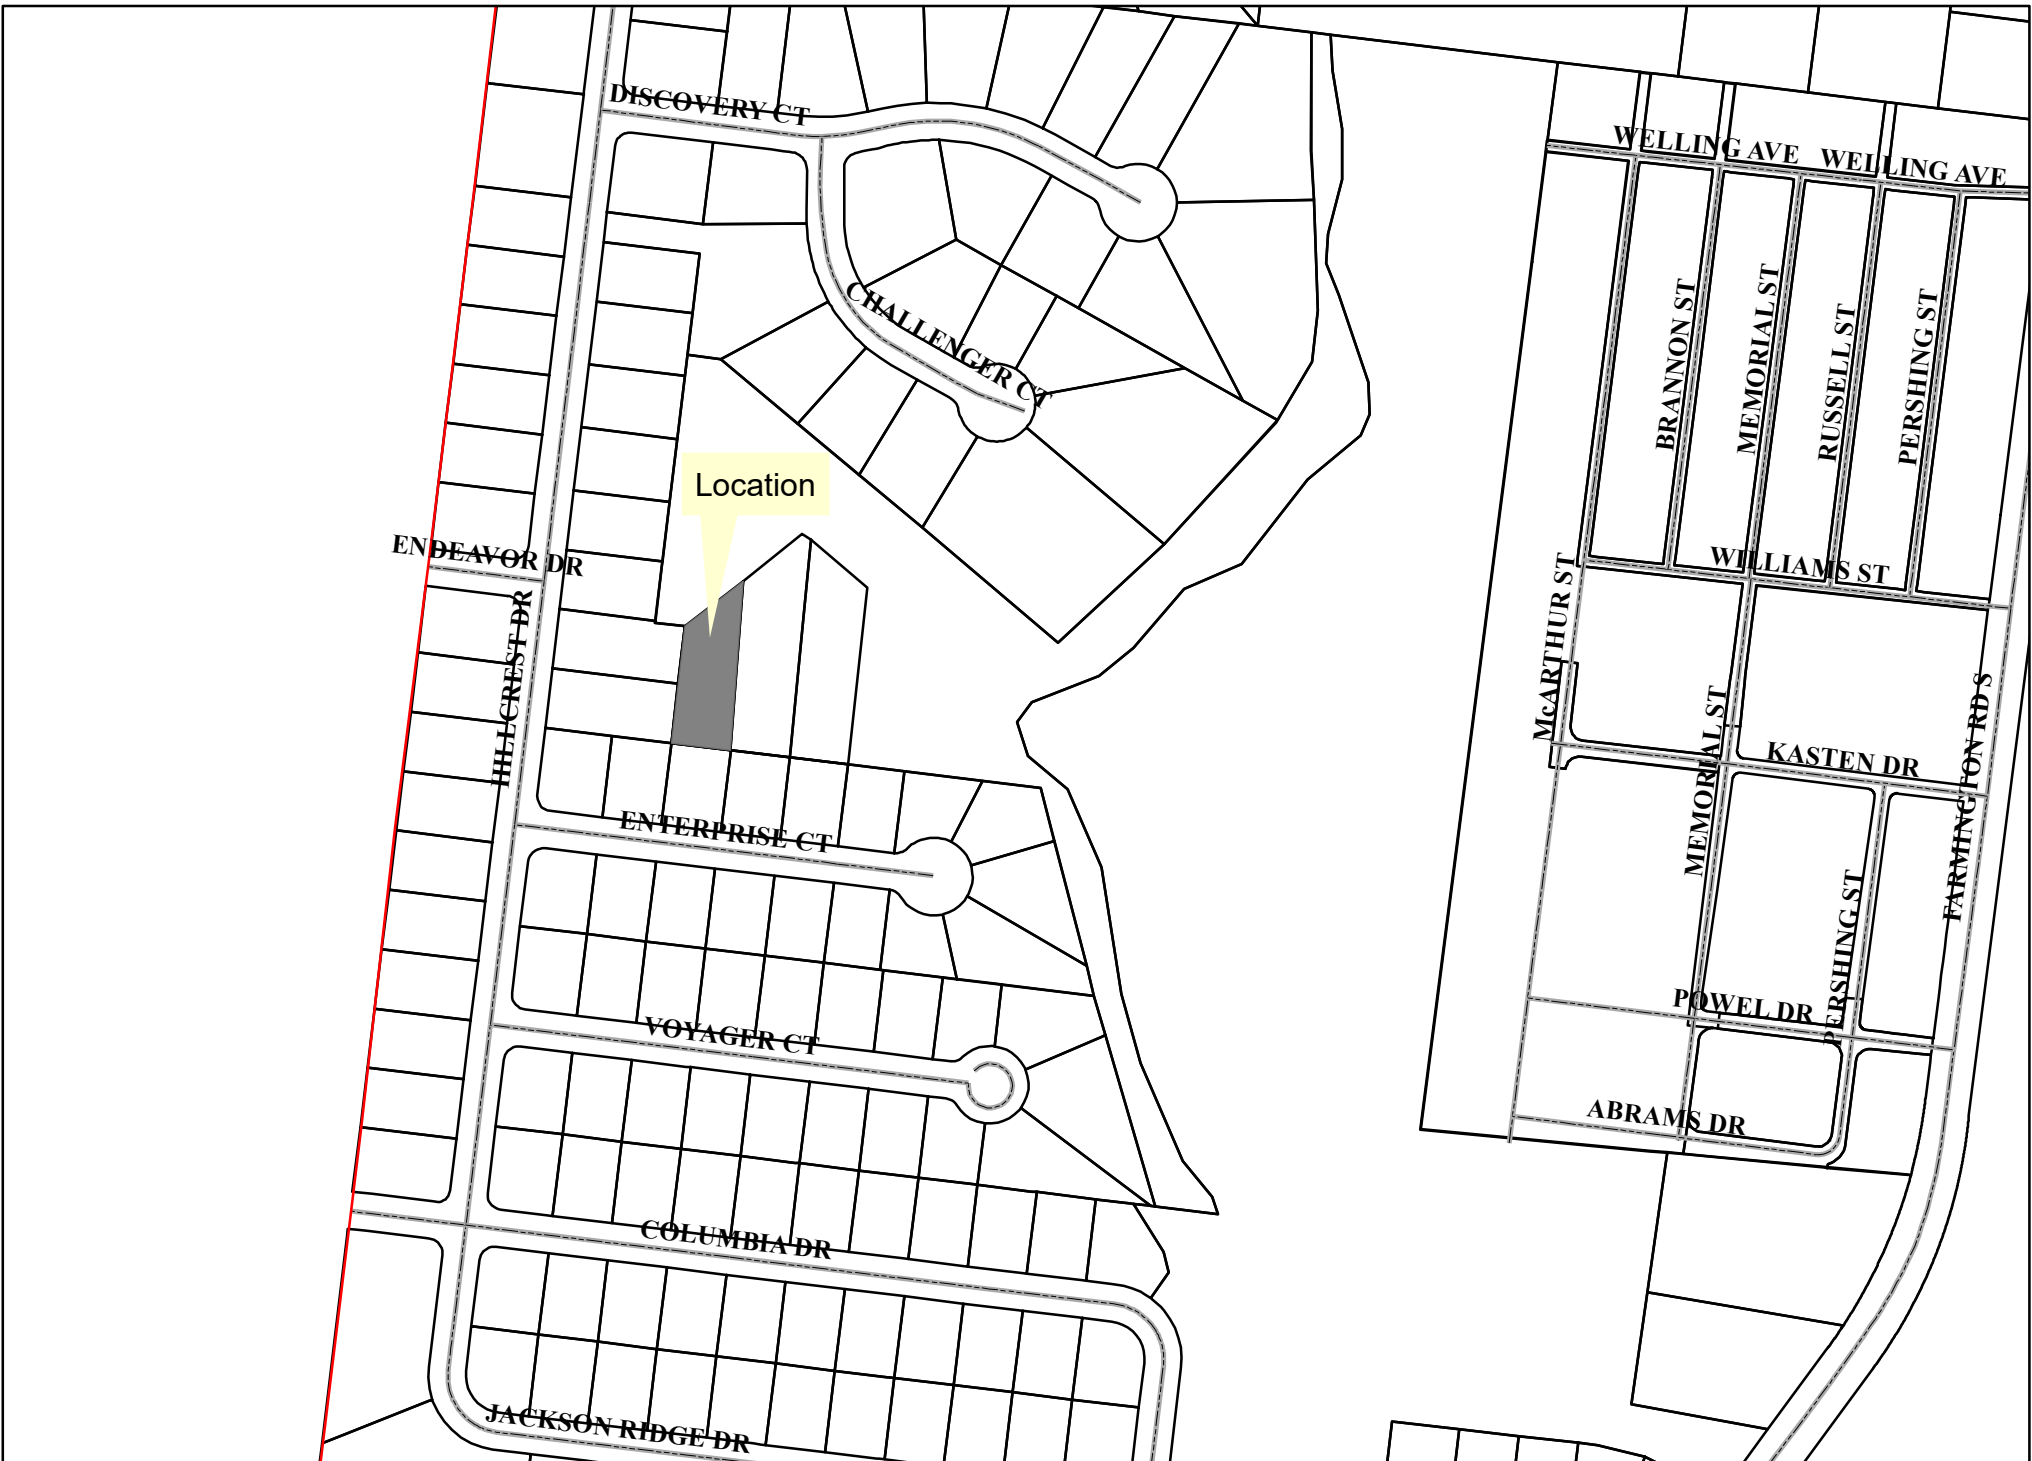 DISCOVERY CT
WELLING AVE
WELLING AVE
CHALLENGER CT
BRANNON ST
MEMORIAL ST
RUSSELL ST
PERSHING ST
Location
ENDEAVOR DR
WILLIAMS ST
McARTHUR ST
HILLCREST DR
MEMORIAL ST
KASTEN DR
FARMINGTON RD S
ENTERPRISE CT
PERSHING ST
POWEL DR
VOYAGER CT
ABRAMS DR
COLUMBIA DR
JACKSON RIDGE DR